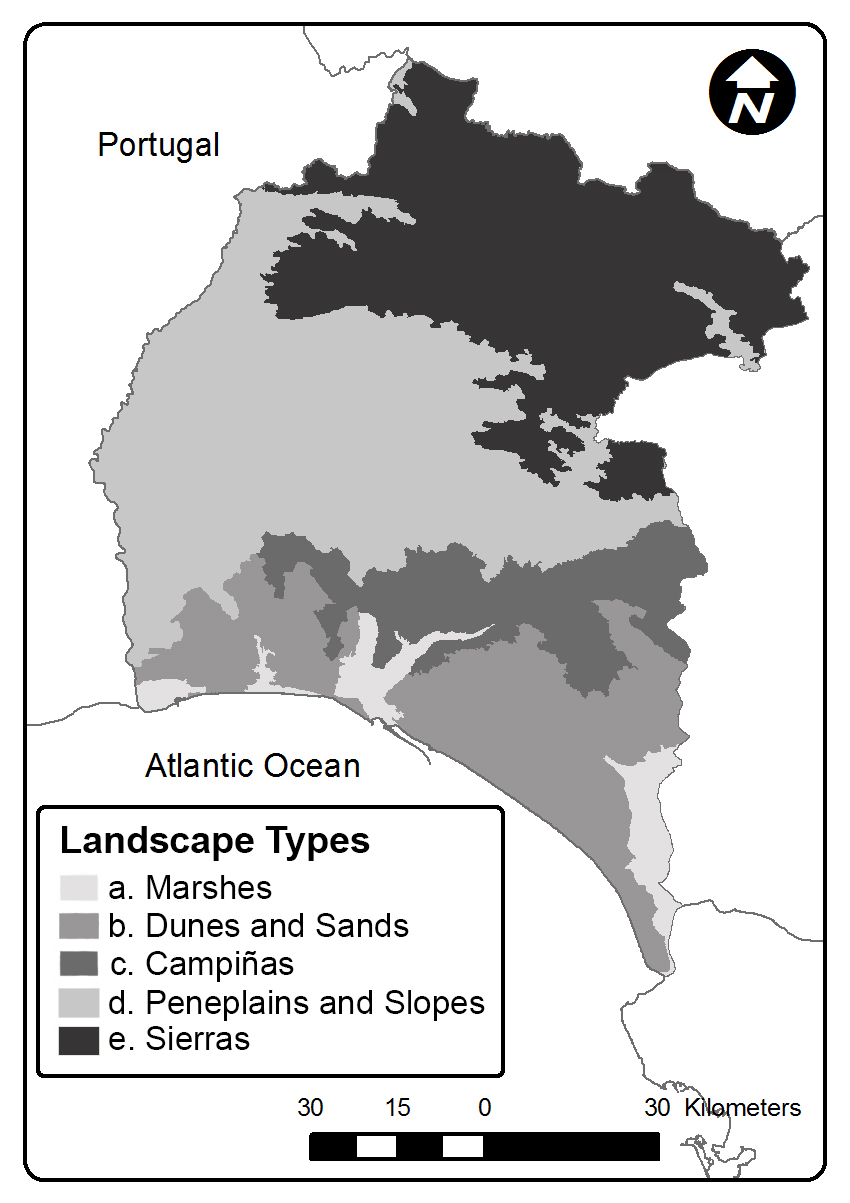 N
Portugal
Atlantic Ocean
Landscape Types
a. Marshes
b. Dunes and Sands
c. Campiñas
d. Peneplains and Slopes
e. Sierras
30 15 0 30 Kilometers